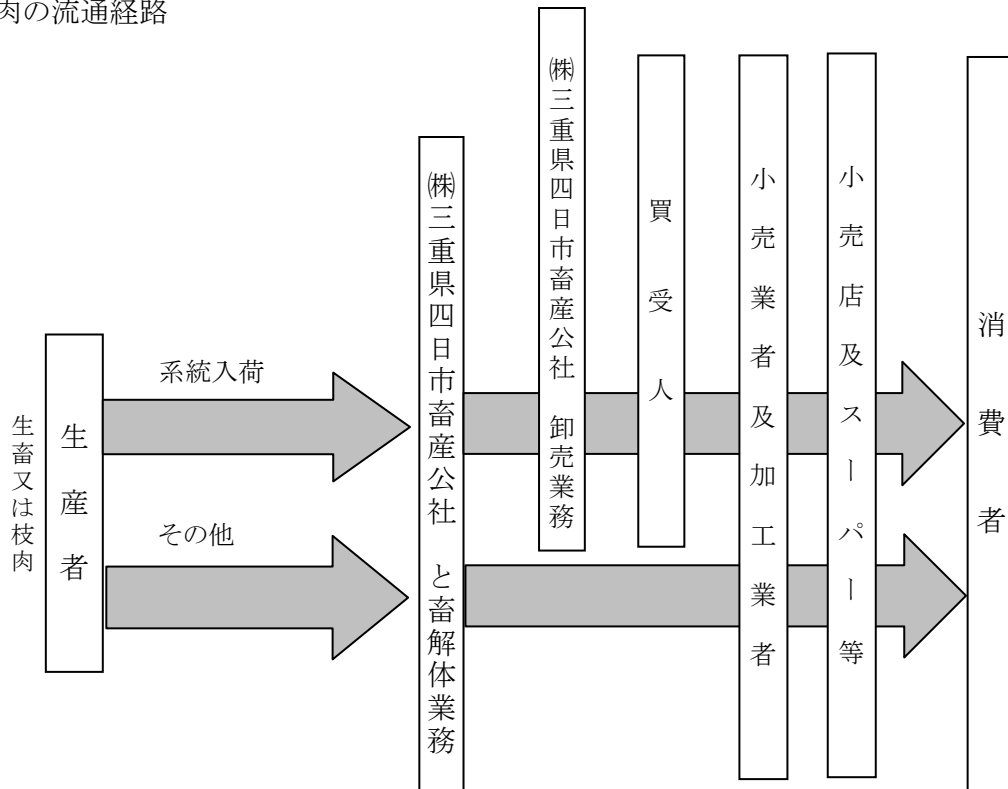 肉の流通経路
生畜又は枝肉
生産者
系統入荷
その他
㈱三重県四日市畜産公社 と畜解体業務
㈱三重県四日市畜産公社 卸売業務
買受人
小売業者及加工業者
小売店及スーパー等
消費者